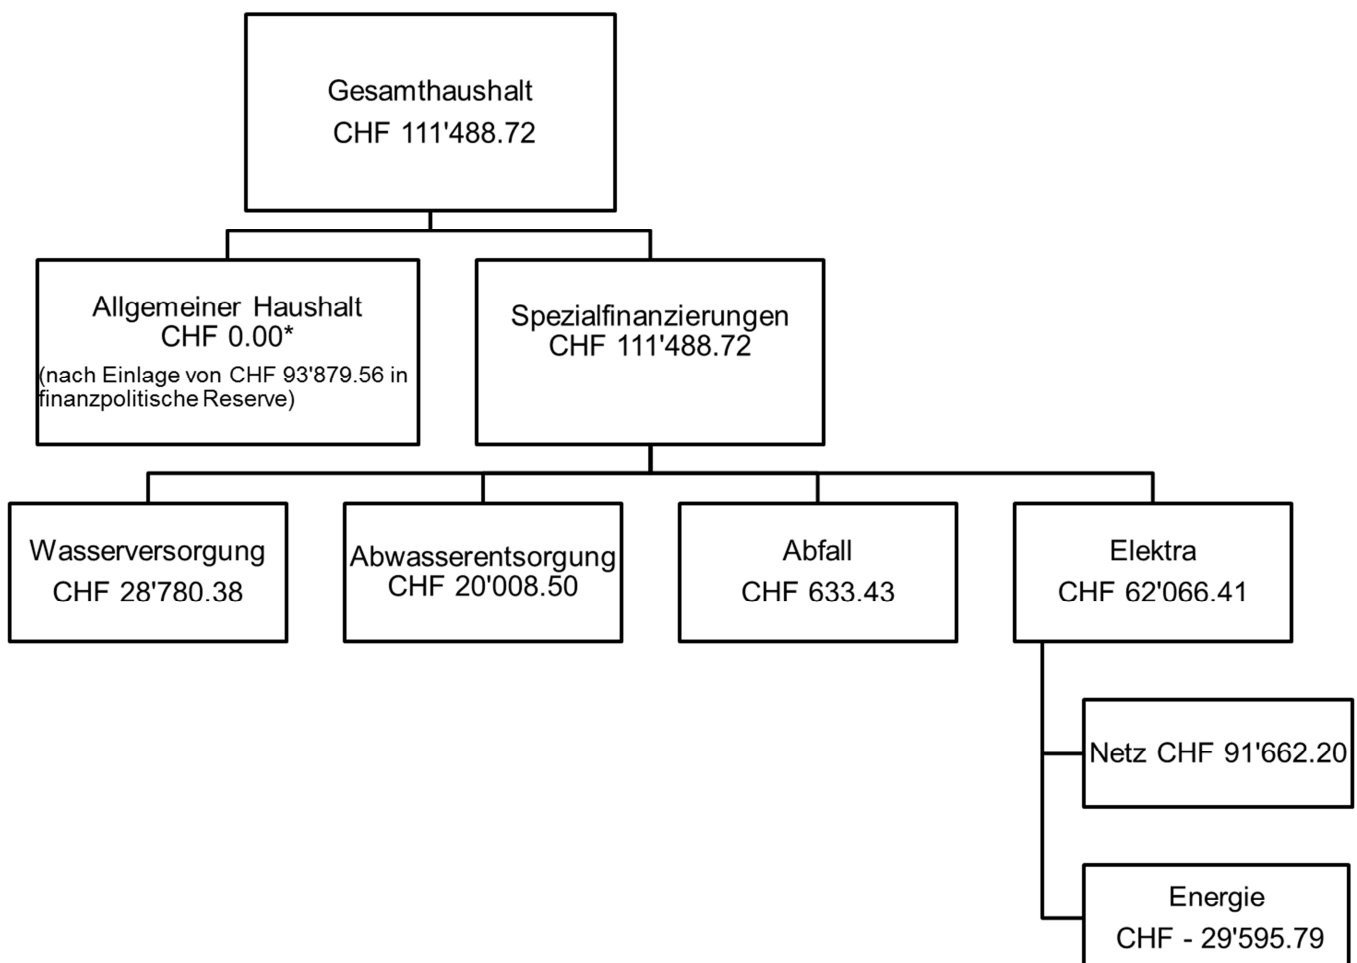 Gesamthaushalt
CHF 111'488.72
Allgemeiner Haushalt
CHF 0.00*
(nach Einlage von CHF 93'879.56 in
finanzpolitische Reserve)
Spezialfinanzierungen
CHF 111'488.72
Wasserversorgung
CHF 28'780.38
Abwasserentsorgung
CHF 20'008.50
Abfall
CHF 633.43
Elektra
CHF 62'066.41
Netz CHF 91'662.20
Energie
CHF - 29'595.79